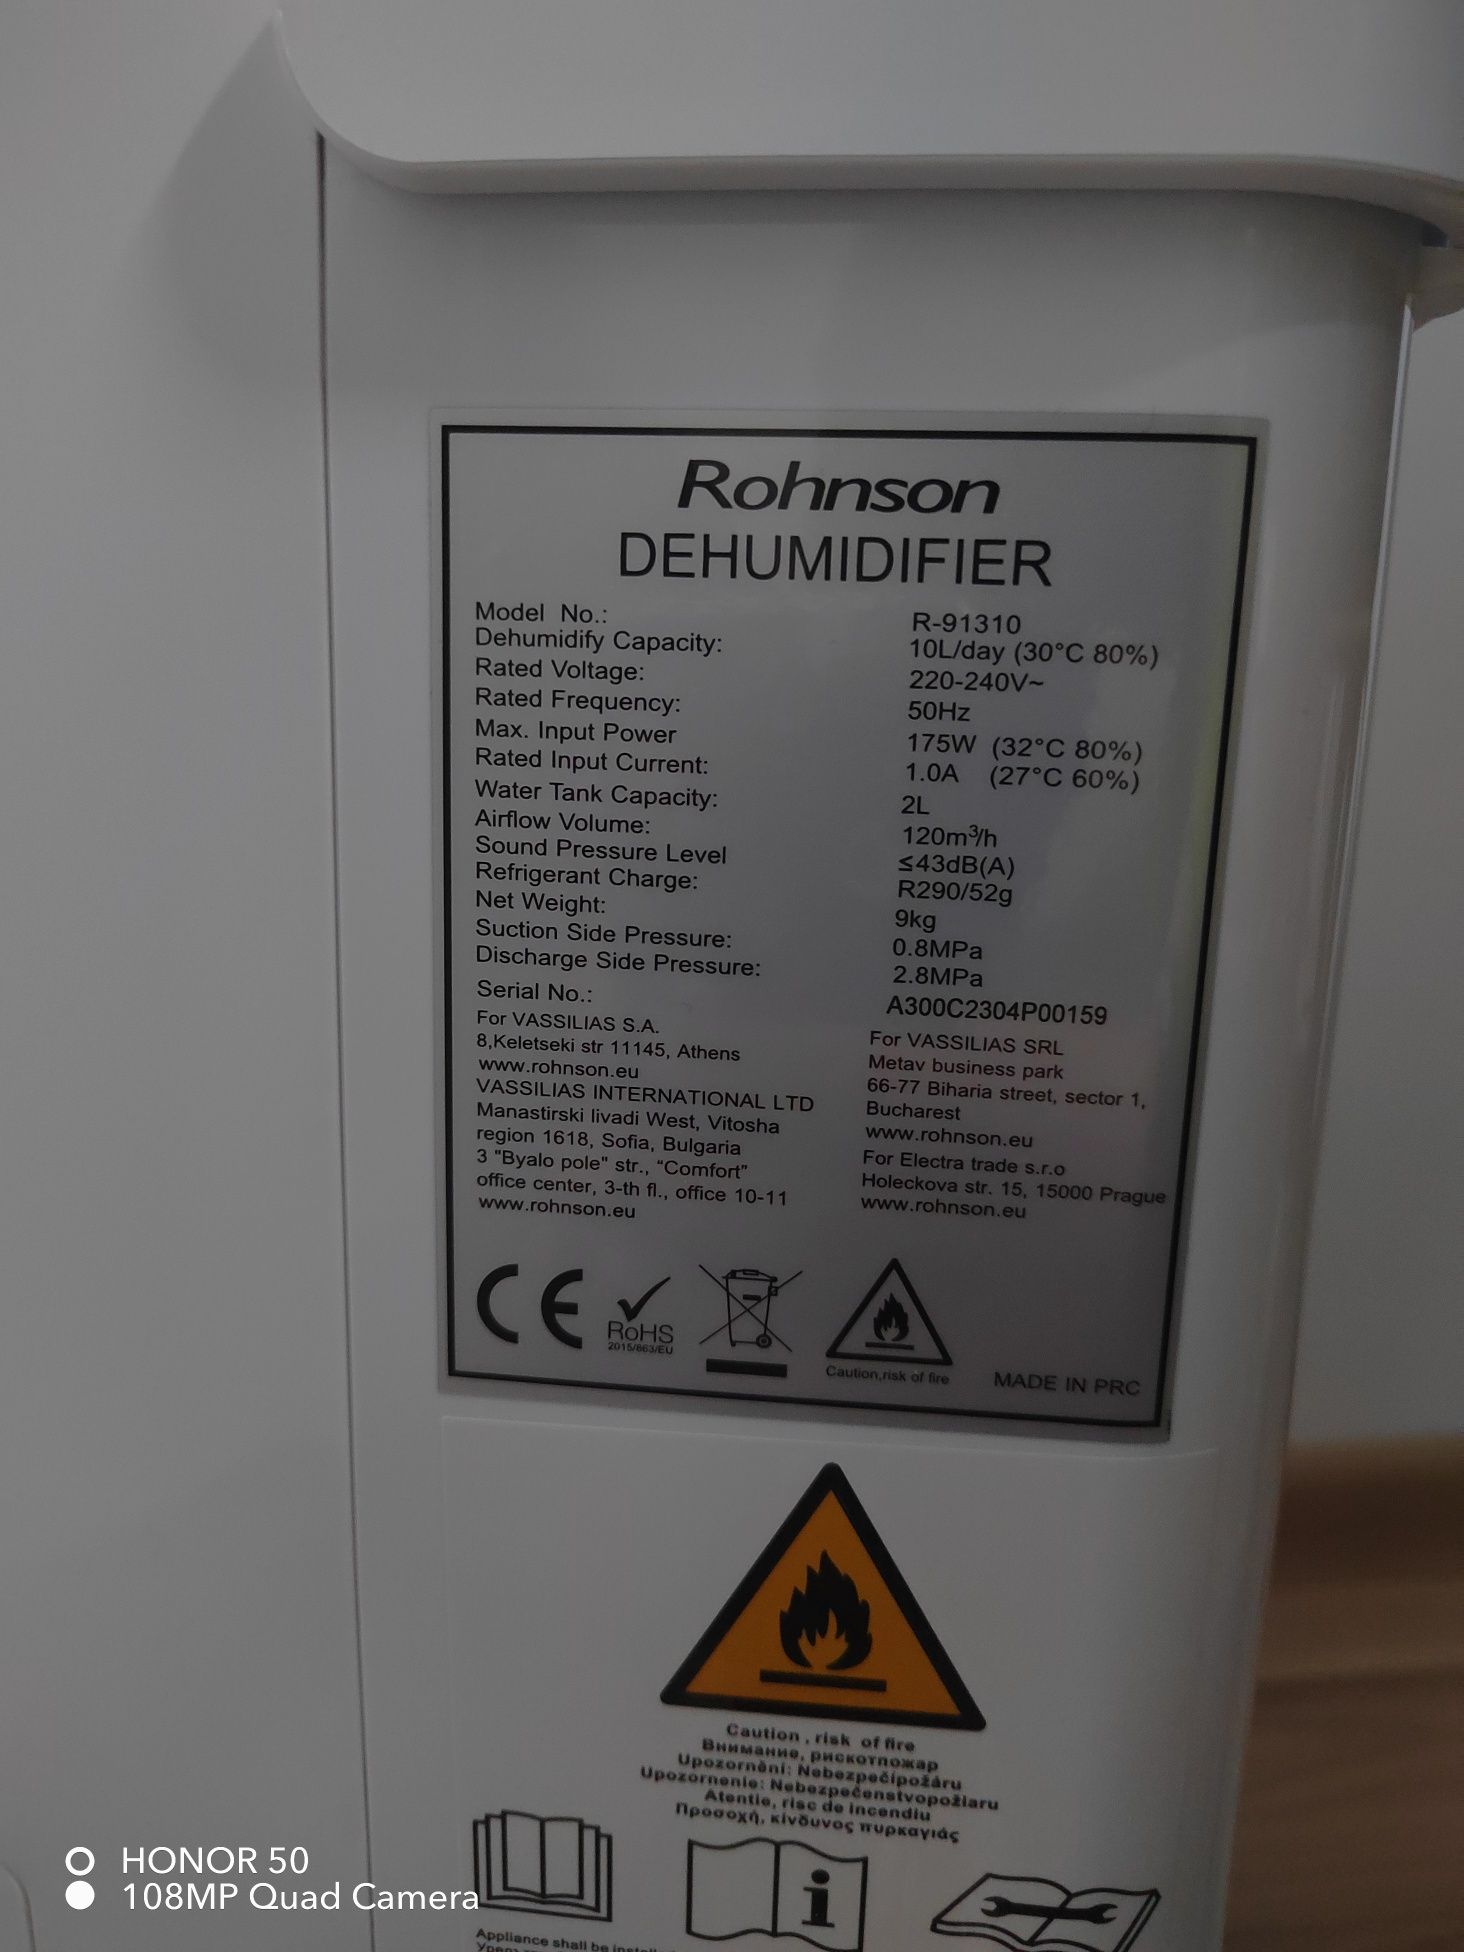 Rohnson
DEHUMIDIFIER
Model No.: R-91310
Dehumidify Capacity: 10L/day (30°C 80%)
Rated Voltage: 220-240V~
Rated Frequency: 50Hz
Max. Input Power 175W (32°C 80%)
Rated Input Current: 1.0A (27°C 60%)
Water Tank Capacity: 2L
Airflow Volume: 120m³/h
Sound Pressure Level ≤43dB(A)
Refrigerant Charge: R290/52g
Net Weight: 9kg
Suction Side Pressure: 0.8MPa
Discharge Side Pressure: 2.8MPa
Serial No.: A300C2304P00159
For VASSILIAS S.A.
8,Keletseki str 11145, Athens
www.rohnson.eu
VASSILIAS INTERNATIONAL LTD
Manastirski livadi West, Vitosha
region 1618, Sofia, Bulgaria
3 "Byalo pole" str., “Comfort”
office center, 3-th fl., office 10-11
www.rohnson.eu
For VASSILIAS SRL
Metav business park
66-77 Biharia street, sector 1,
Bucharest
www.rohnson.eu
For Electra trade s.r.o
Holeckova str. 15, 15000 Prague
www.rohnson.eu
CE
RoHS
2015/863/EU
Caution,risk of fire
MADE IN PRC
Caution , risk of fire
Внимание, рискотпожар
Upozornění: Nebezpečípožáru
Upozornenie: Nebezpečenstvopožiaru
Atentie, risc de incendiu
Προσοχή, κίνδυνος πυρκαγιάς
i
Appliance shall be
HONOR 50
108MP Quad Camera